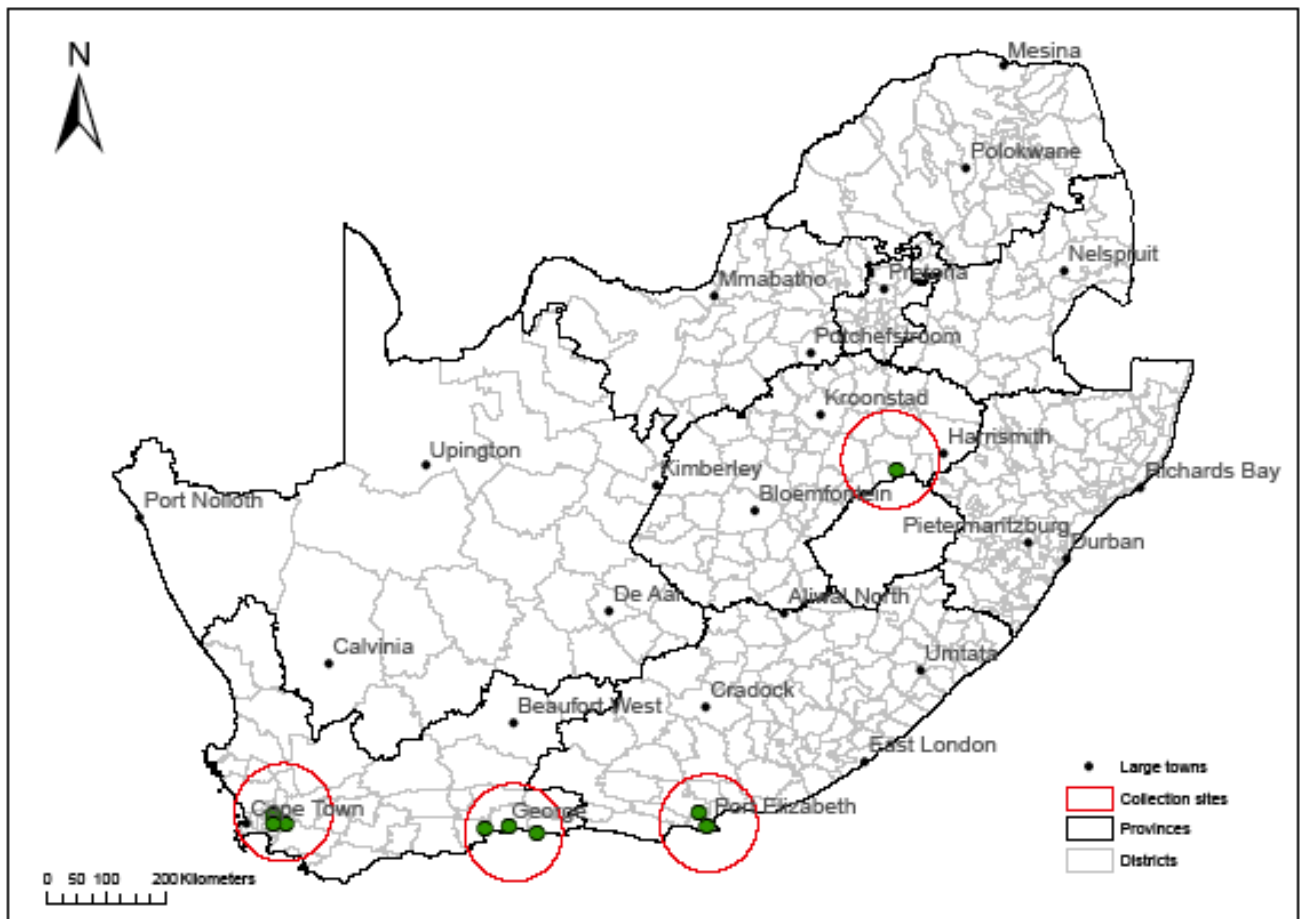 N
Mesina
Polokwane
Nelspruit
Pretoria
Mmabatho
Potchefstroom
Kroonstad
Harrismith
Upington
Kimberley
Richards Bay
Port Nolloth
Bloemfontein
Pietermaritzburg
Durban
De Aar
Aliwal North
Calvinia
Umtata
Cradock
Beaufort West
East London
Cape Town
George
Port Elizabeth
Large towns
Collection sites
Provinces
Districts
0 50 100 200 Kilometers